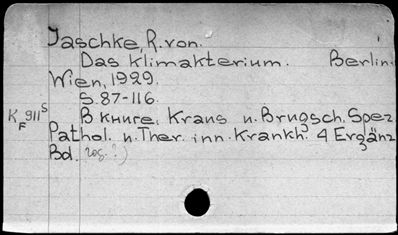 Jaschke, R. von.
Das Klimakterium. Berlin.
Wien, 1929.
S. 87-116.
K F 911 S В книге: Kraus u. Brugsch. Spez.
Pathol. u. Ther. inn. Krankh. 4 Ergänz
Bd.